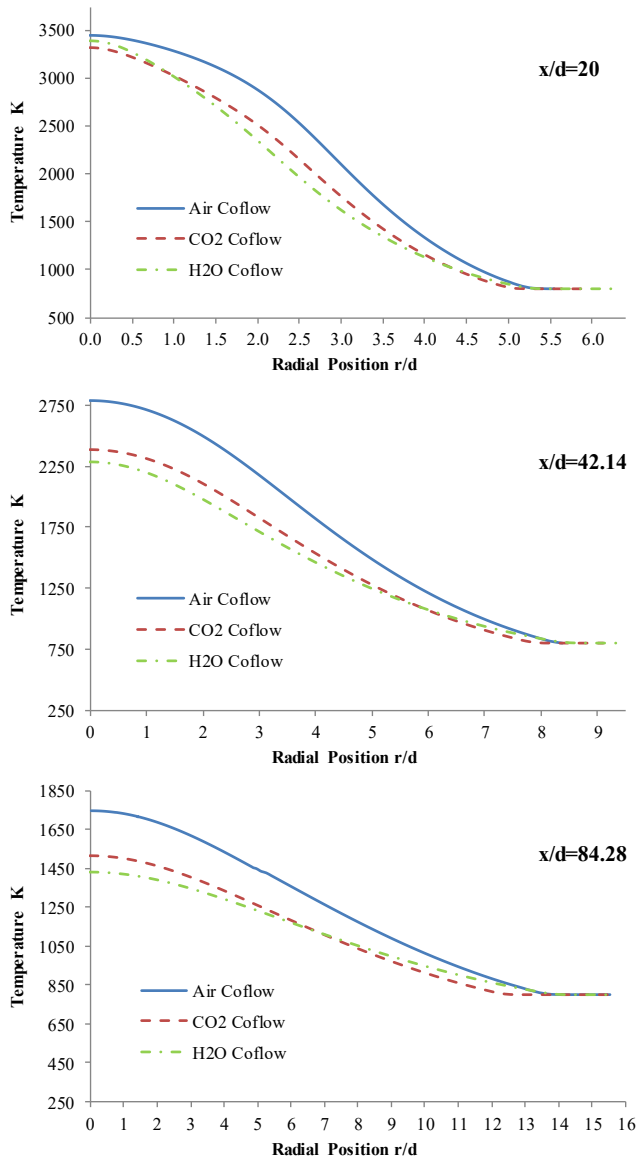 3500
3000
2500
2000
1500
1000
500
Temperature K
x/d=20
Air Coflow
CO2 Coflow
H2O Coflow
0.0 0.5 1.0 1.5 2.0 2.5 3.0 3.5 4.0 4.5 5.0 5.5 6.0
Radial Position r/d
2750
2250
1750
1250
750
250
Temperature K
x/d=42.14
Air Coflow
CO2 Coflow
H2O Coflow
0 1 2 3 4 5 6 7 8 9
Radial Position r/d
1850
1650
1450
1250
1050
850
650
450
250
Temperature K
x/d=84.28
Air Coflow
CO2 Coflow
H2O Coflow
0 1 2 3 4 5 6 7 8 9 10 11 12 13 14 15 16
Radial Position r/d